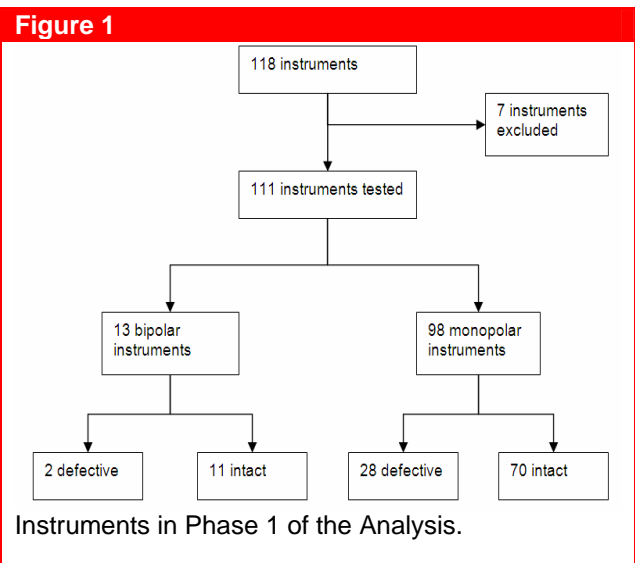 Figure 1
118 instruments
7 instruments
excluded
111 instruments tested
13 bipolar
instruments
98 monopolar
instruments
2 defective
11 intact
28 defective
70 intact
Instruments in Phase 1 of the Analysis.